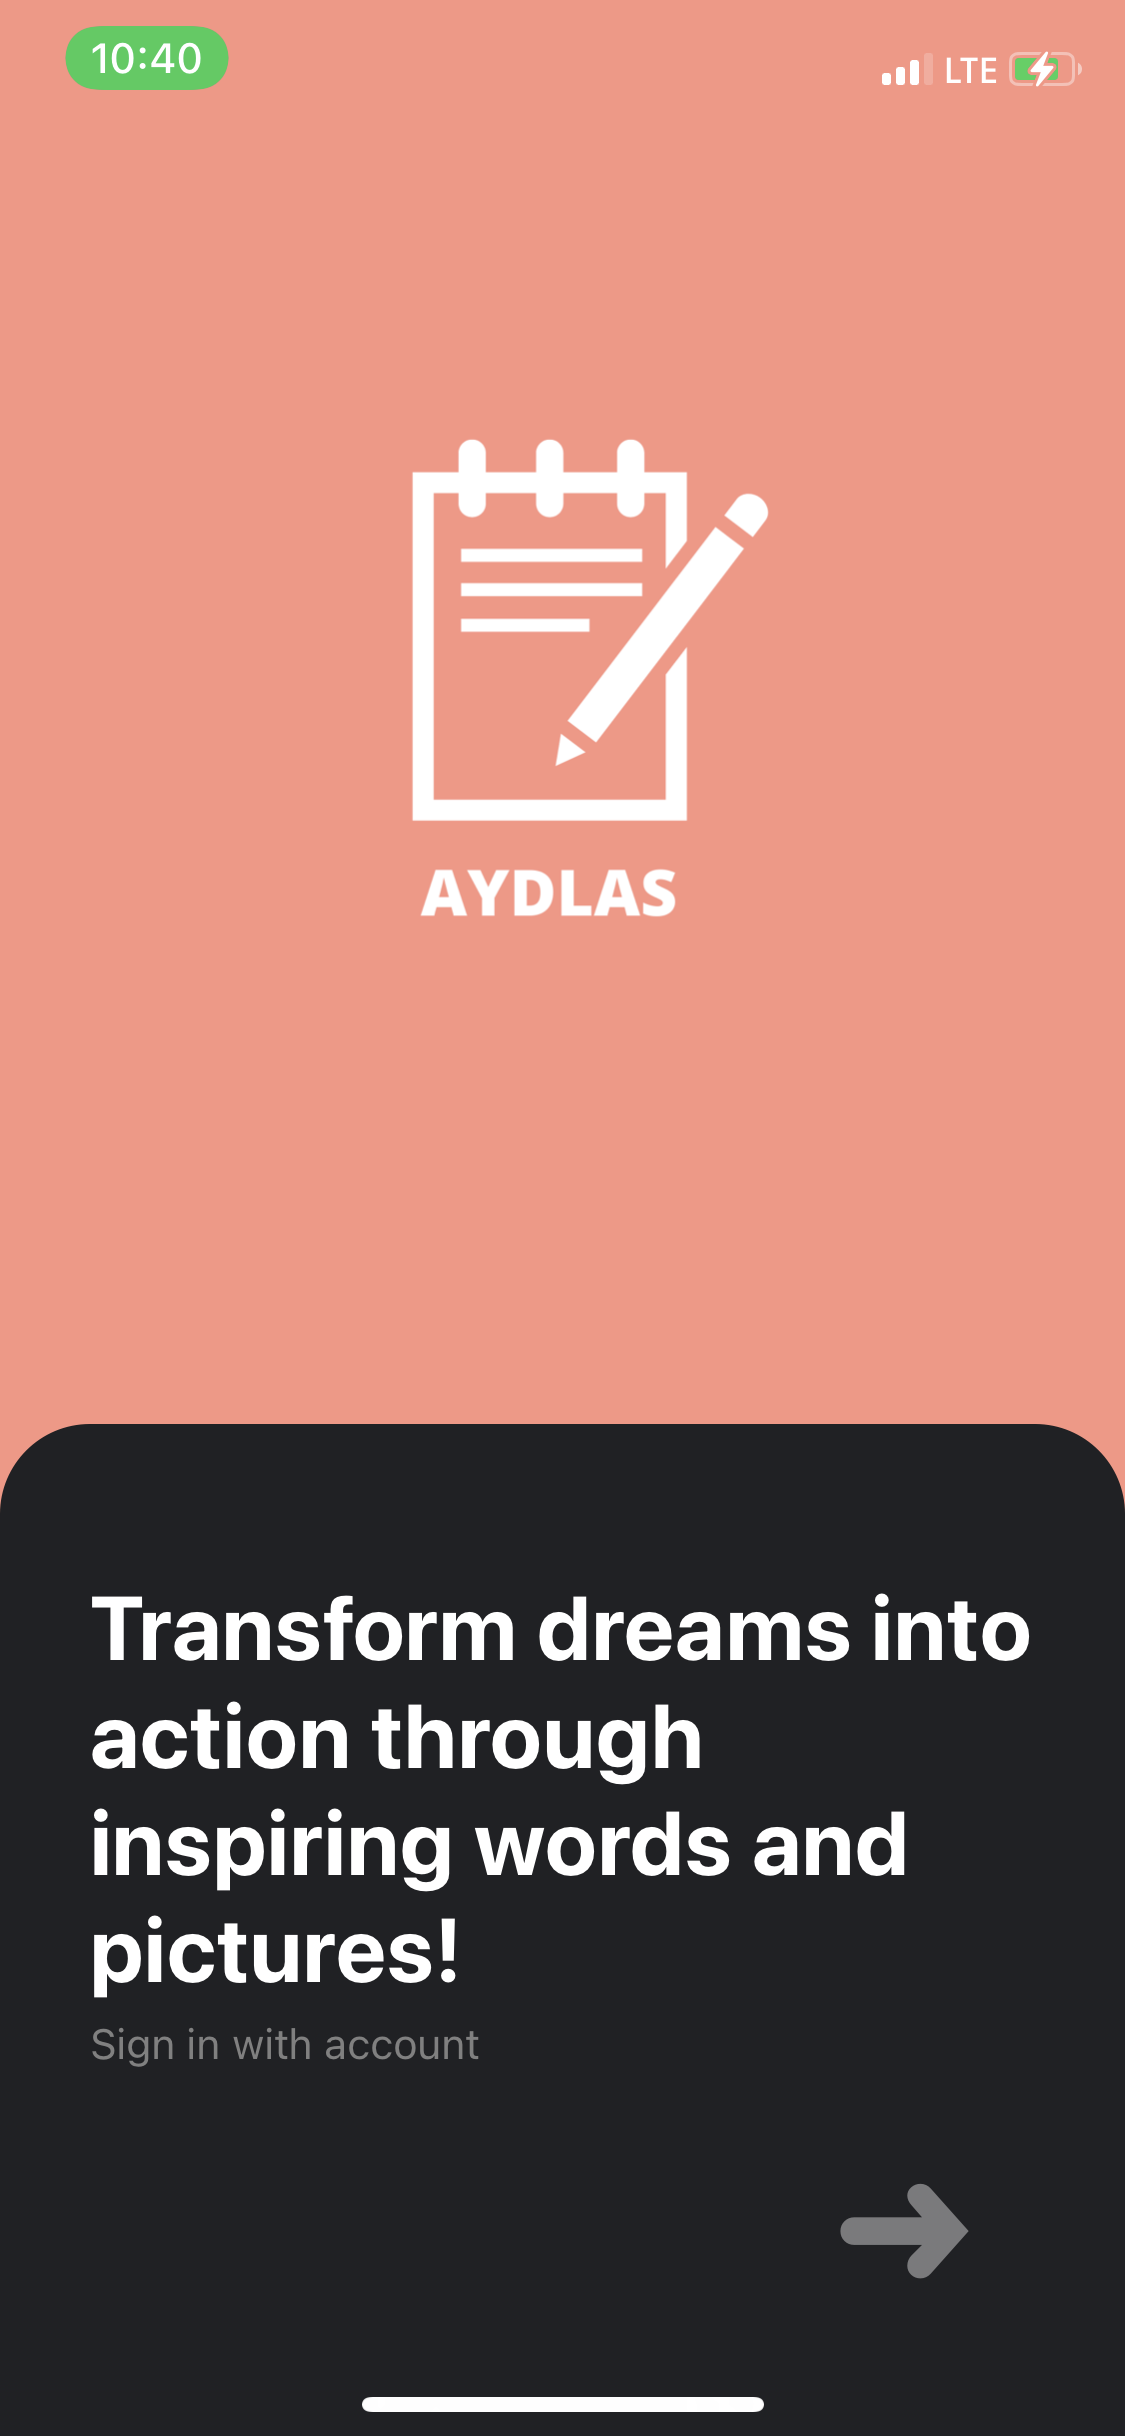 10:40
LTE
AYDLAS
Transform dreams into
action through
inspiring words and
pictures!
Sign in with account